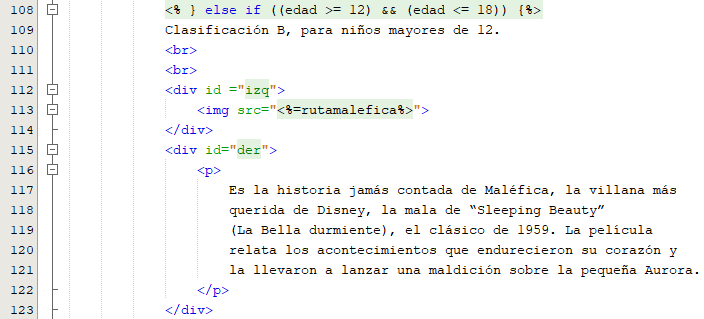 108 <% } else if ((edad >= 12) && (edad <= 18)) {%>
109 Clasificación B, para niños mayores de 12.
110 <br>
111 <br>
112 <div id ="izq">
113 <img src="<%=rutamalefica%>">
114 </div>
115 <div id="der">
116 <p>
117 Es la historia jamás contada de Maléfica, la villana más
118 querida de Disney, la mala de “Sleeping Beauty”
119 (La Bella durmiente), el clásico de 1959. La película
120 relata los acontecimientos que endurecieron su corazón y
121 la llevaron a lanzar una maldición sobre la pequeña Aurora.
122 </p>
123 </div>